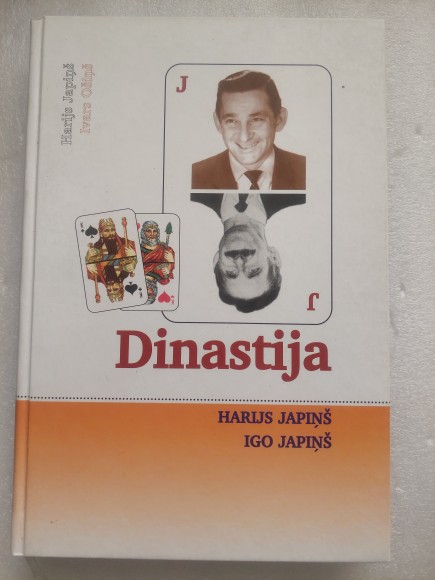 Harijs Japiņš
Ivars Ošiņš
J
J
Dinastija
HARIJS JAPIŅŠ
IGO JAPIŅŠ